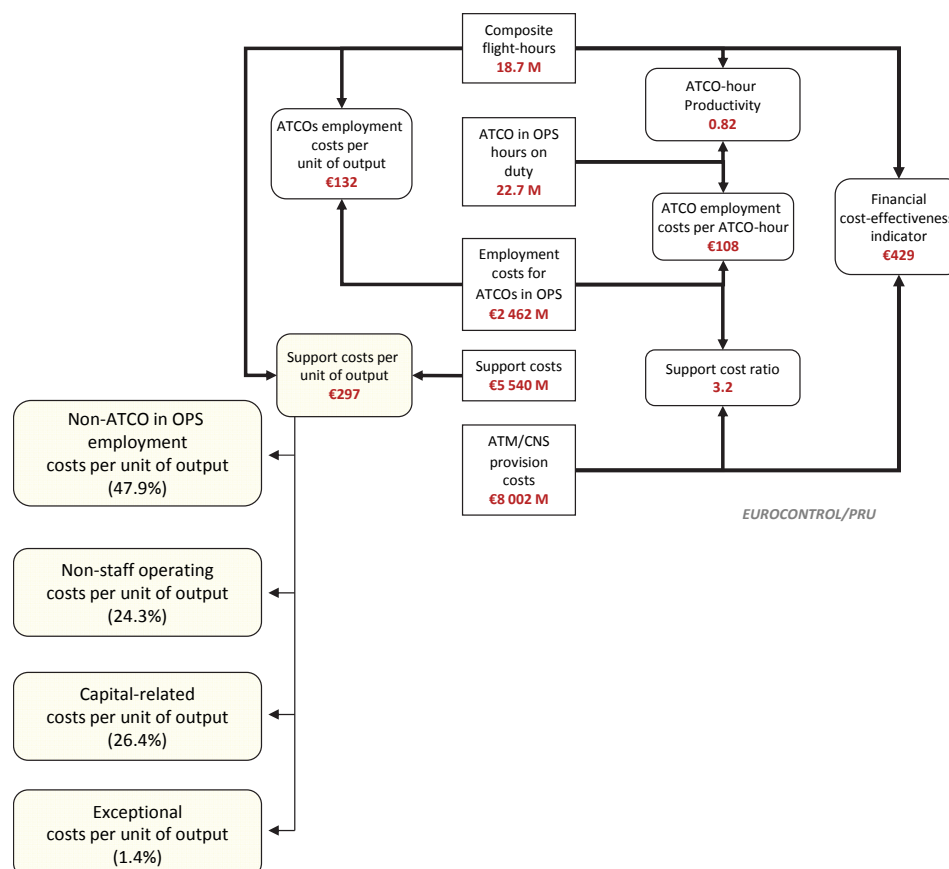 Composite
flight-hours
18.7 M
ATCO-hour
Productivity
0.82
ATCOs employment
costs per
unit of output
€132
ATCO in OPS
hours on
duty
22.7 M
ATCO employment
costs per ATCO-hour
€108
Financial
cost-effectiveness
indicator
€429
Employment
costs for
ATCOs in OPS
€2 462 M
Support costs per
unit of output
€297
Support costs
€5 540 M
Support cost ratio
3.2
Non-ATCO in OPS
employment
costs per unit of output
(47.9%)
ATM/CNS
provision
costs
€8 002 M
EUROCONTROL/PRU
Non-staff operating
costs per unit of output
(24.3%)
Capital-related
costs per unit of output
(26.4%)
Exceptional
costs per unit of output
(1.4%)